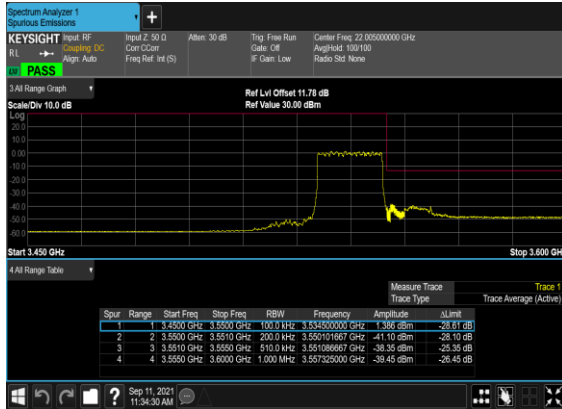 Spectrum Analyzer 1
Spurious Emissions
KEYSIGHT Input: RF Input Z: 50 Ω Atten: 30 dB Trig: Free Run Center Freq: 22.005000000 GHz
RL Coupling: DC Corr CCorr Gate: Off Avg|Hold: 100/100
Align: Auto Freq Ref: Int (S) IF Gain: Low Radio Std: None
PASS
3 All Range Graph
Ref Lvl Offset 11.78 dB
Scale/Div 10.0 dB Ref Value 30.00 dBm
Log
20.0
10.0
0.00
-10.0
-20.0
-30.0
-40.0
-50.0
-60.0
Start 3.450 GHz Stop 3.600 GH
4 All Range Table
Measure Trace Trace 1
Trace Type Trace Average (Active)
Spur Range Start Freq Stop Freq RBW Frequency Amplitude ΔLimit
1 1 3.4500 GHz 3.5500 GHz 100.0 kHz 3.534500000 GHz 1.386 dBm -28.61 dB
2 2 3.5500 GHz 3.5510 GHz 200.0 kHz 3.550101667 GHz -41.10 dBm -28.10 dB
3 3 3.5510 GHz 3.5550 GHz 510.0 kHz 3.551086667 GHz -38.35 dBm -25.35 dB
4 4 3.5550 GHz 3.6000 GHz 1.000 MHz 3.557325000 GHz -39.45 dBm -26.45 dB
? Sep 11, 2021
11:34:30 AM